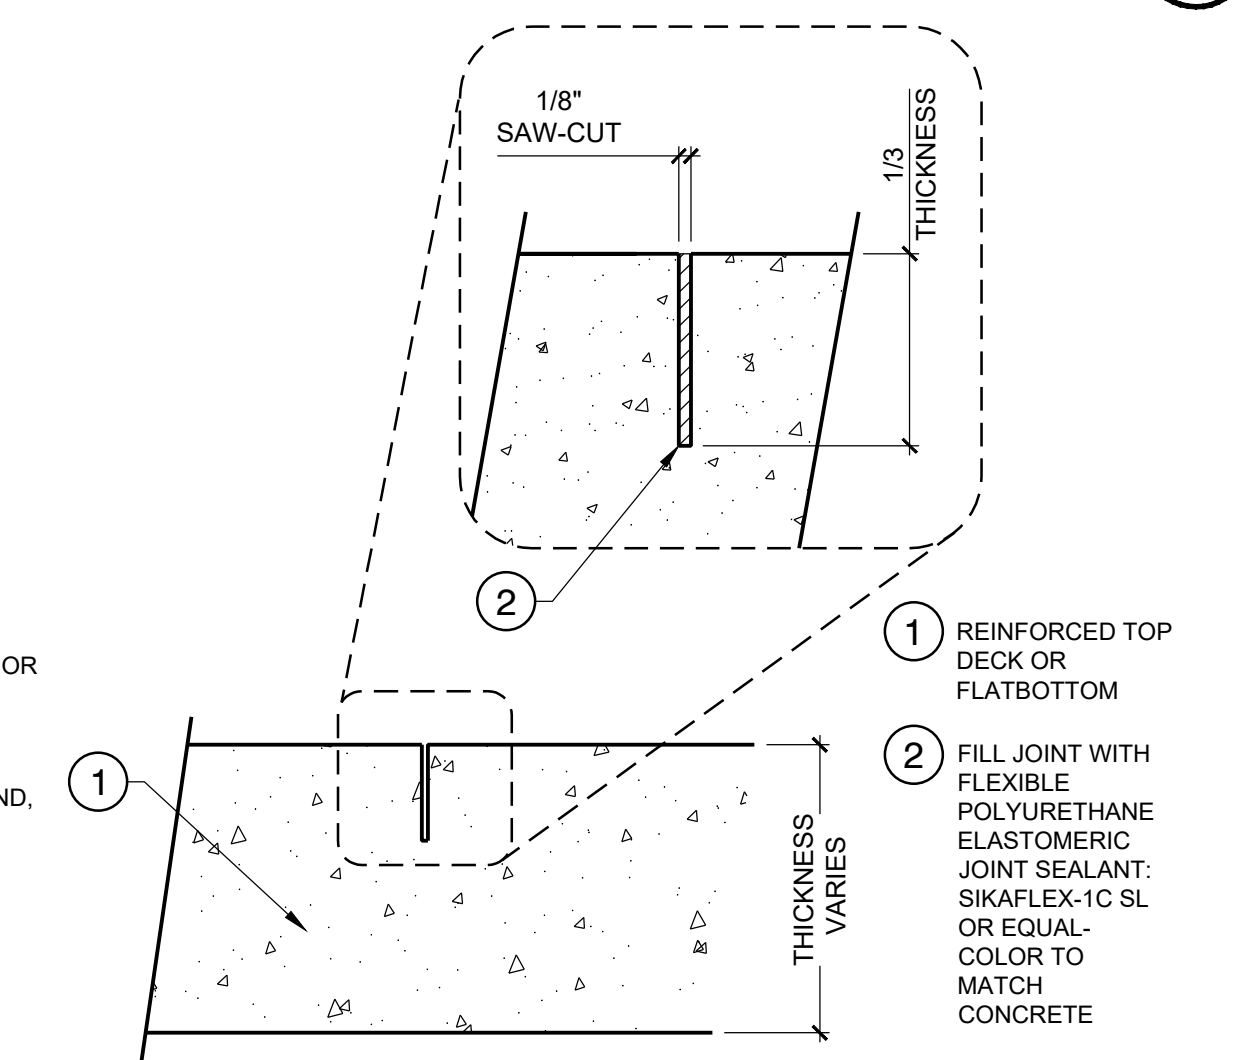 1/8"
SAW-CUT
1/3
THICKNESS
2
1
REINFORCED TOP
DECK OR
FLATBOTTOM
OR
1
ND,
2
FILL JOINT WITH
FLEXIBLE
POLYURETHANE
ELASTOMERIC
JOINT SEALANT:
SIKAFLEX-1C SL
OR EQUAL-
COLOR TO
MATCH
CONCRETE
THICKNESS
VARIES